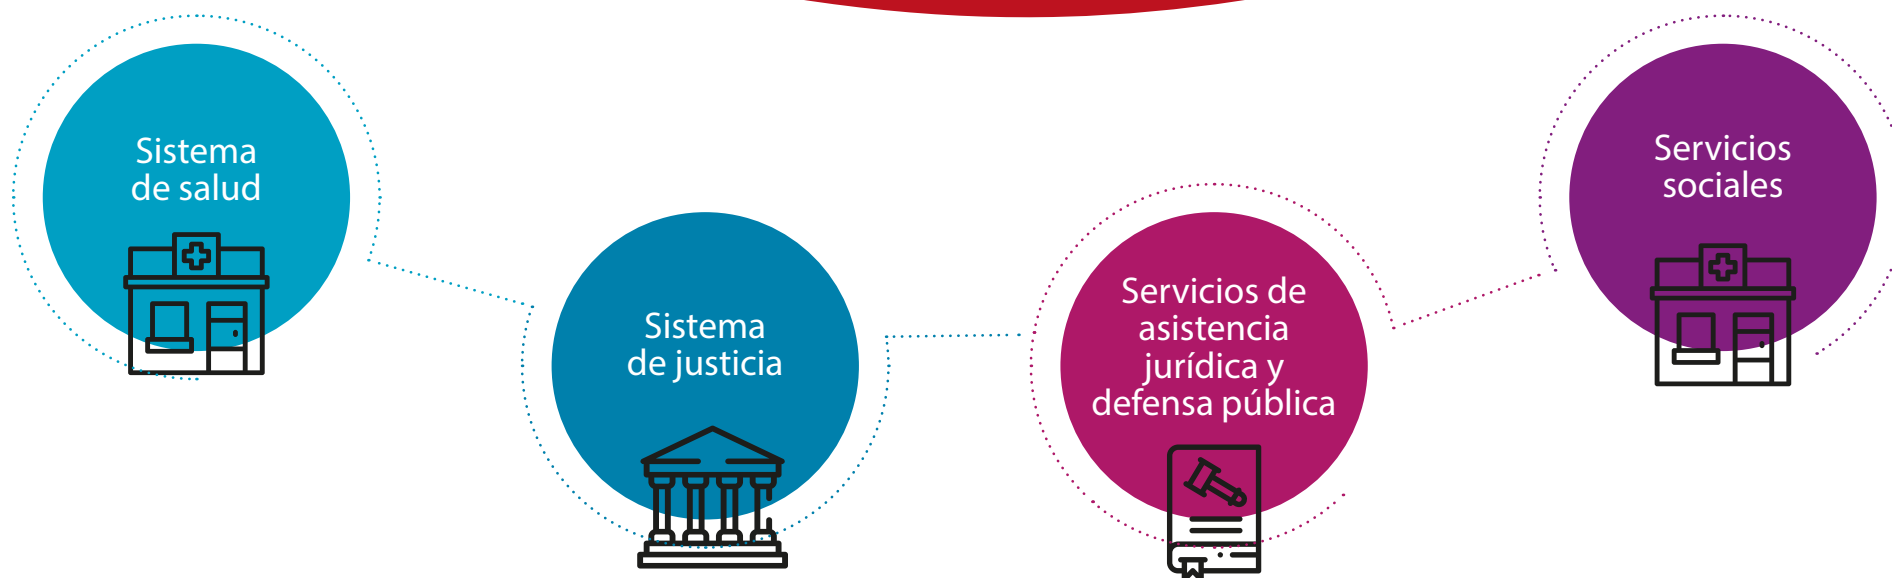 Sistema
de salud
Sistema
de justicia
Servicios de
asistencia
jurídica y
defensa pública
Servicios
sociales